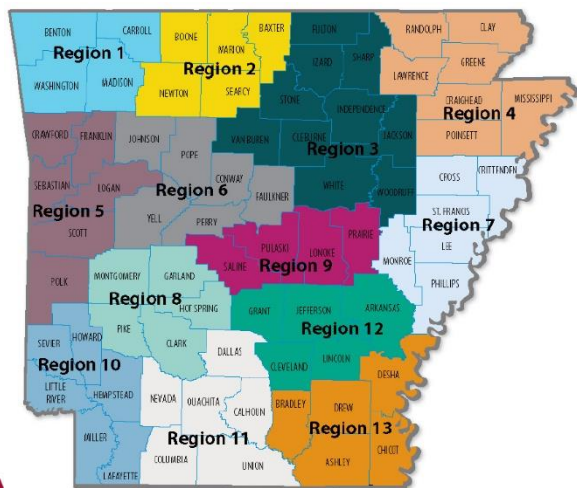 BENTON
CARROLL
Region 1
WASHINGTON
MADISON
BOONE
MARION
BAXTER
Region 2
NEWTON
SEARCY
FULTON
IZARD
SHARP
STONE
INDEPENDENCE
VAN BUREN
CLEBURNE
JACKSON
Region 3
WHITE
WOODRUFF
RANDOLPH
CLAY
LAWRENCE
GREENE
CRAIGHEAD
MISSISSIPPI
Region 4
POINSETT
CRAWFORD
FRANKLIN
SEBASTIAN
LOGAN
Region 5
SCOTT
POLK
JOHNSON
POPE
CONWAY
Region 6
FAULKNER
YELL
PERRY
CROSS
CRITTENDEN
ST. FRANCIS
Region 7
LEE
MONROE
PHILLIPS
MONTGOMERY
GARLAND
Region 8
HOT SPRING
PIKE
CLARK
PULASKI
LONOKE
PRAIRIE
SALINE
Region 9
SEVIER
HOWARD
Region 10
LITTLE
RIVER
HEMPSTEAD
MILLER
LAFAYETTE
DALLAS
NEVADA
OUACHITA
CALHOUN
Region 11
COLUMBIA
UNION
GRANT
JEFFERSON
ARKANSAS
Region 12
CLEVELAND
LINCOLN
DESHA
BRADLEY
DREW
Region 13
ASHLEY
CHICOT